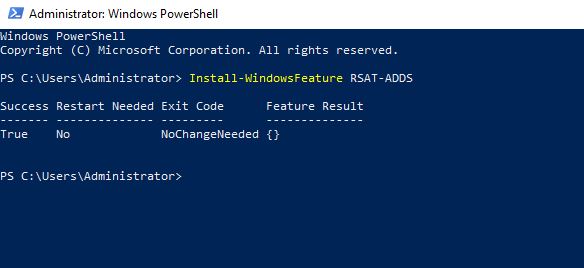 Administrator: Windows PowerShell
Windows PowerShell
Copyright (C) Microsoft Corporation. All rights reserved.
PS C:\Users\Administrator> Install-WindowsFeature RSAT-ADDS
Success Restart Needed Exit Code      Feature Result
------- -------------- ---------      --------------
True    No             NoChangeNeeded {}
PS C:\Users\Administrator>